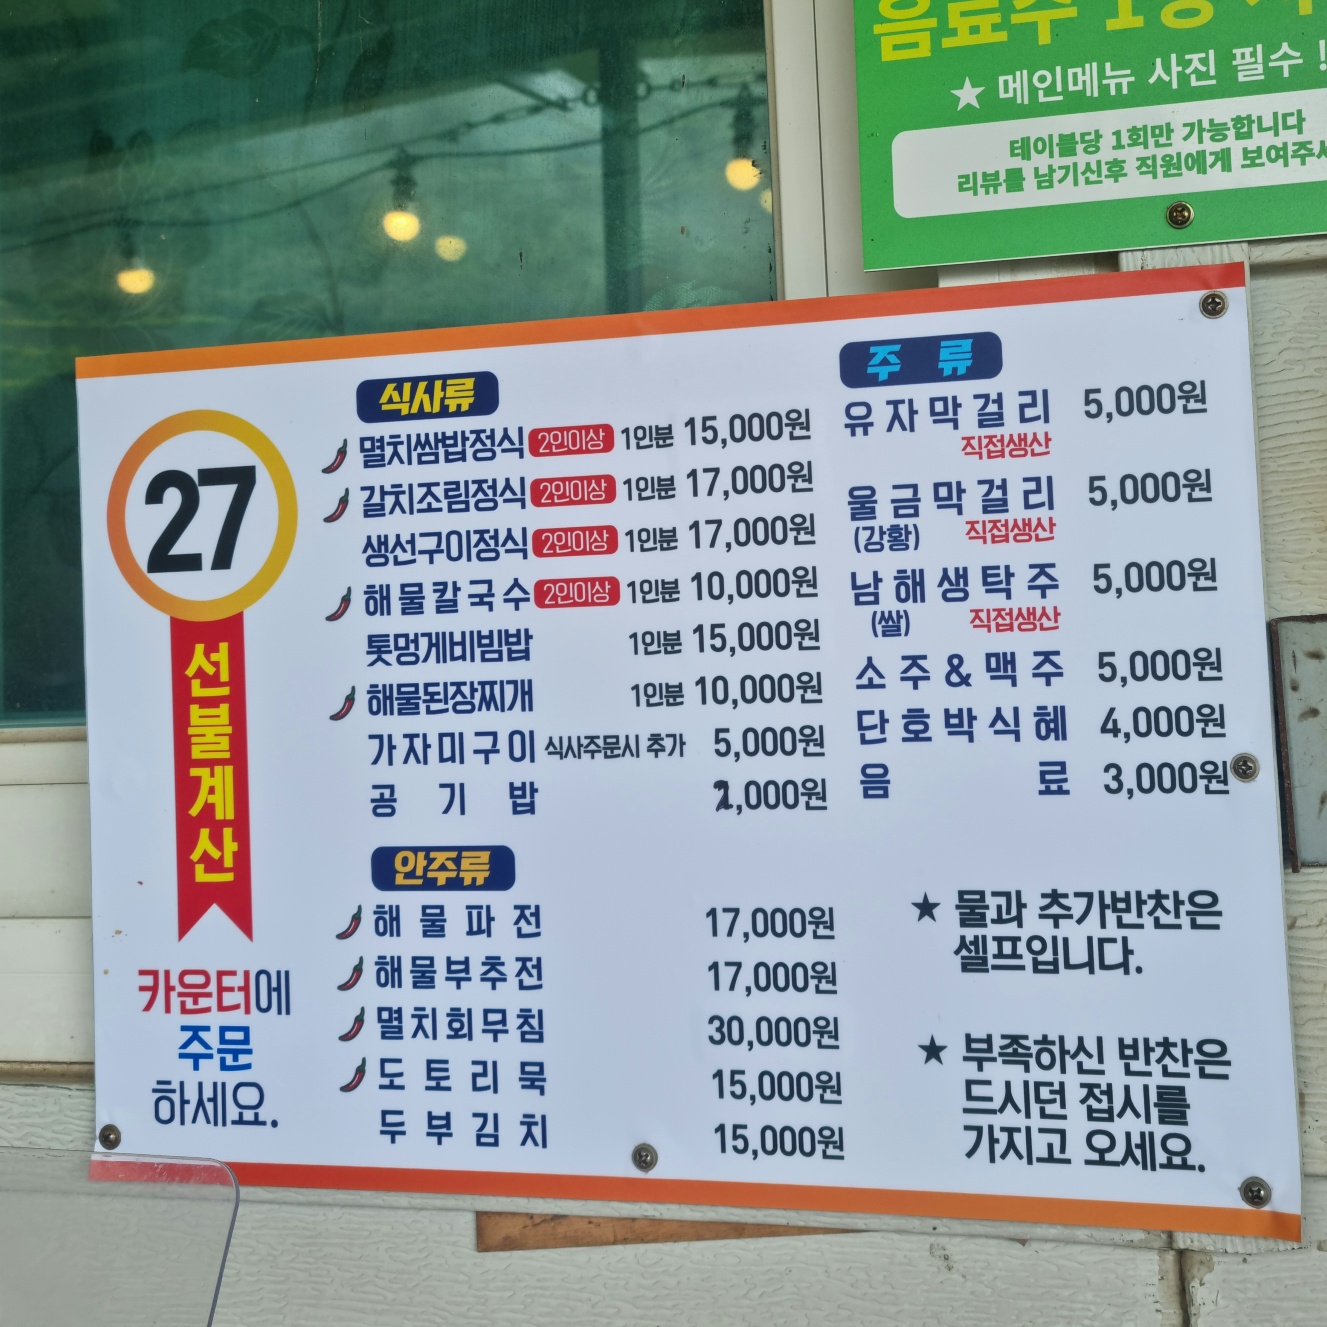 음료수 1병
★ 메인메뉴 사진 필수 !
테이블당 1회만 가능합니다
리뷰를 남기신후 직원에게
27
선불계산
카운터에
주문
하세요.
식사류
멸치쌈밥정식 2인이상 1인분 15,000원
갈치조림정식 2인이상 1인분 17,000원
생선구이정식 2인이상 1인분 17,000원
해물칼국수 2인이상 1인분 10,000원
톳멍게비빔밥 1인분 15,000원
해물된장찌개 1인분 10,000원
가자미구이 식사주문시 추가 5,000원
공기밥 ,000원
안주류
해물파전 17,000원
해물부추전 17,000원
멸치회무침 30,000원
도토리묵 15,000원
두부김치 15,000원
주류
유자막걸리 5,000원
직접생산
울금막걸리 5,000원
(강황) 직접생산
남해생탁주 5,000원
(쌀) 직접생산
소주&맥주 5,000원
단호박식혜 4,000원
음료 3,000원
★ 물과 추가반찬은
셀프입니다.
★ 부족하신 반찬은
드시던 접시를
가지고 오세요.